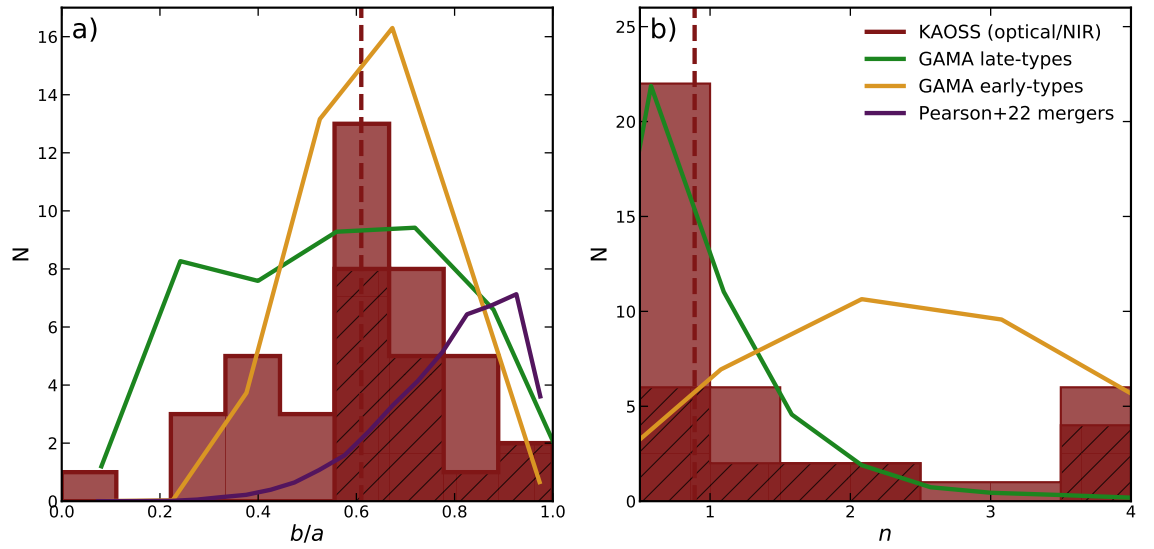 a)
N
16
14
12
10
8
6
4
2
0
0.0 0.2 0.4 0.6 0.8 1.0
b/a
b)
KAOSS (optical/NIR)
GAMA late-types
GAMA early-types
Pearson+22 mergers
N
25
20
15
10
5
0
1 2 3 4
n